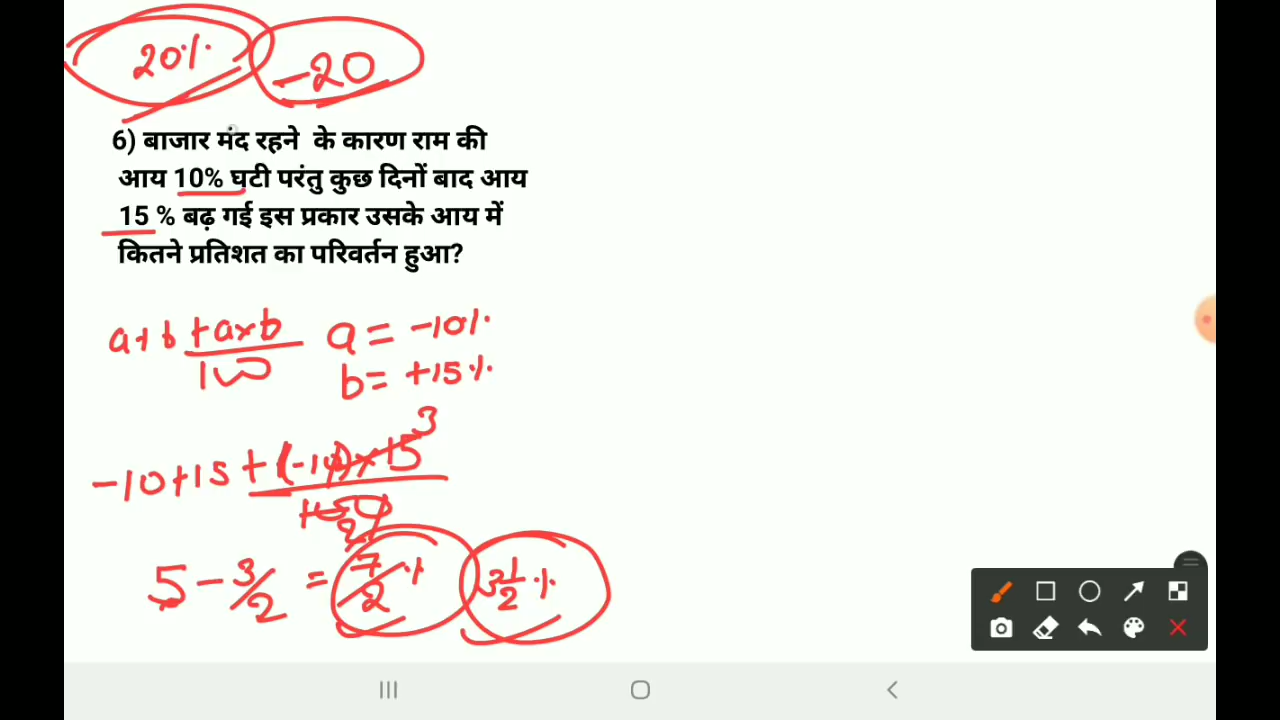 20% -20
6) बाजार मंद रहने के कारण राम की
आय 10% घटी परंतु कुछ दिनों बाद आय
15 % बढ़ गई इस प्रकार उसके आय में
कितने प्रतिशत का परिवर्तन हुआ?
a+b+a×b/100 a = -10%
b = +15%
-10+15+(-10)×15/100 3 2
5 - 3/2 = 7/2 % 3 1/2 %